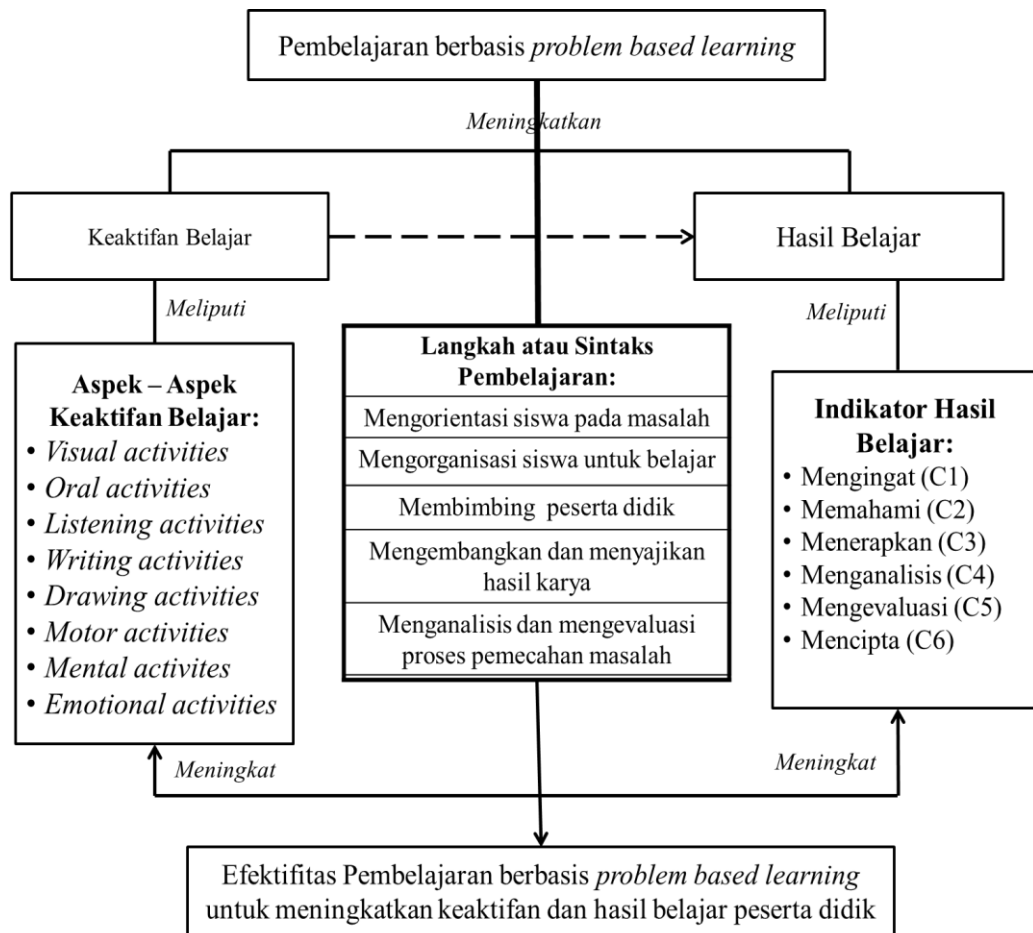 Pembelajaran berbasis problem based learning
Meningkatkan
Keaktifan Belajar
Hasil Belajar
Meliputi
Meliputi
Aspek – Aspek
Keaktifan Belajar:
• Visual activities
• Oral activities
• Listening activities
• Writing activities
• Drawing activities
• Motor activities
• Mental activites
• Emotional activities
Langkah atau Sintaks
Pembelajaran:
Mengorientasi siswa pada masalah
Mengorganisasi siswa untuk belajar
Membimbing peserta didik
Mengembangkan dan menyajikan
hasil karya
Menganalisis dan mengevaluasi
proses pemecahan masalah
Indikator Hasil
Belajar:
• Mengingat (C1)
• Memahami (C2)
• Menerapkan (C3)
• Menganalisis (C4)
• Mengevaluasi (C5)
• Mencipta (C6)
Meningkat
Meningkat
Efektifitas Pembelajaran berbasis problem based learning
untuk meningkatkan keaktifan dan hasil belajar peserta didik